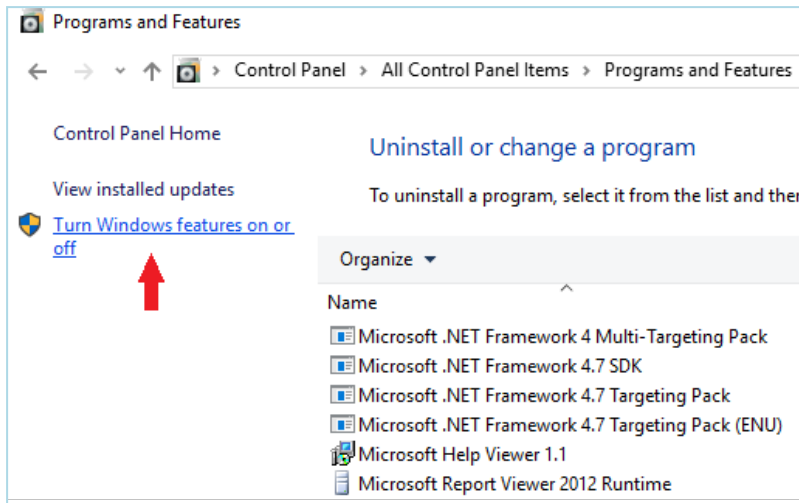 Programs and Features
Control Panel > All Control Panel Items > Programs and Features
Control Panel Home
View installed updates
Turn Windows features on or
off
Uninstall or change a program
To uninstall a program, select it from the list and then
Organize
Name
Microsoft .NET Framework 4 Multi-Targeting Pack
Microsoft .NET Framework 4.7 SDK
Microsoft .NET Framework 4.7 Targeting Pack
Microsoft .NET Framework 4.7 Targeting Pack (ENU)
Microsoft Help Viewer 1.1
Microsoft Report Viewer 2012 Runtime